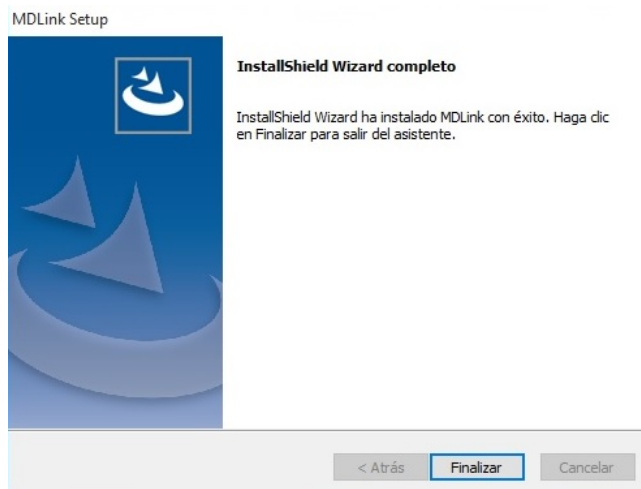 MDLink Setup
InstallShield Wizard completo
InstallShield Wizard ha instalado MDLink con éxito. Haga clic
en Finalizar para salir del asistente.
< Atrás
Finalizar
Cancelar